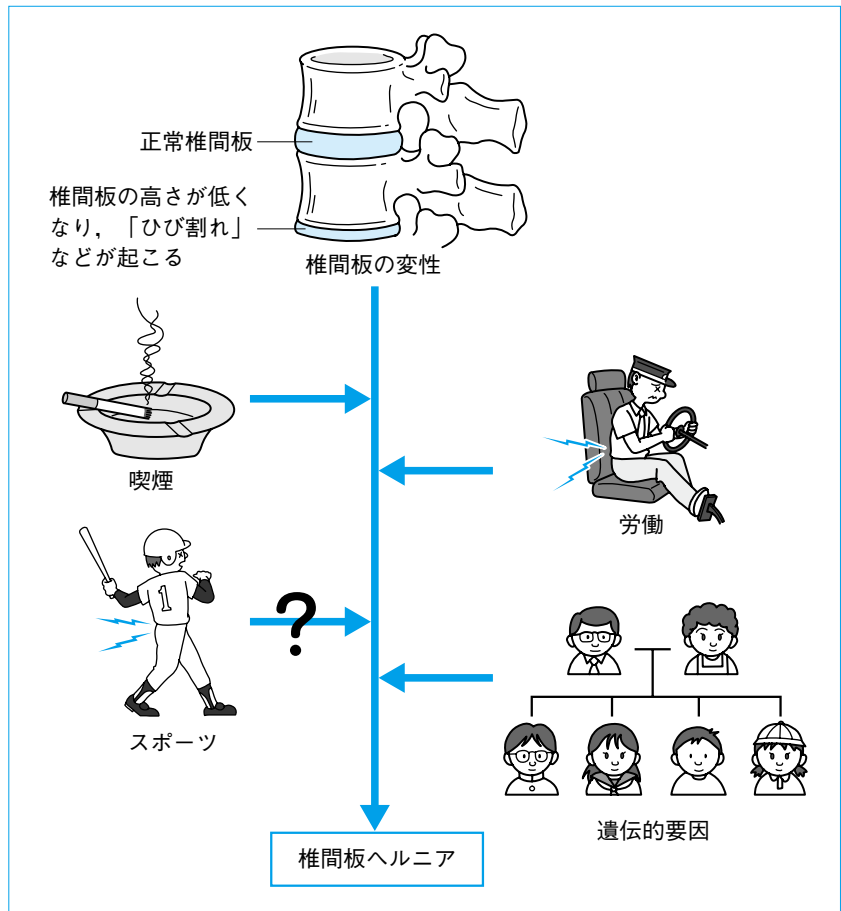 正常椎間板
椎間板の高さが低く
なり，「ひび割れ」
などが起こる
椎間板の変性
喫煙
労働
1
?
スポーツ
遺伝的要因
椎間板ヘルニア